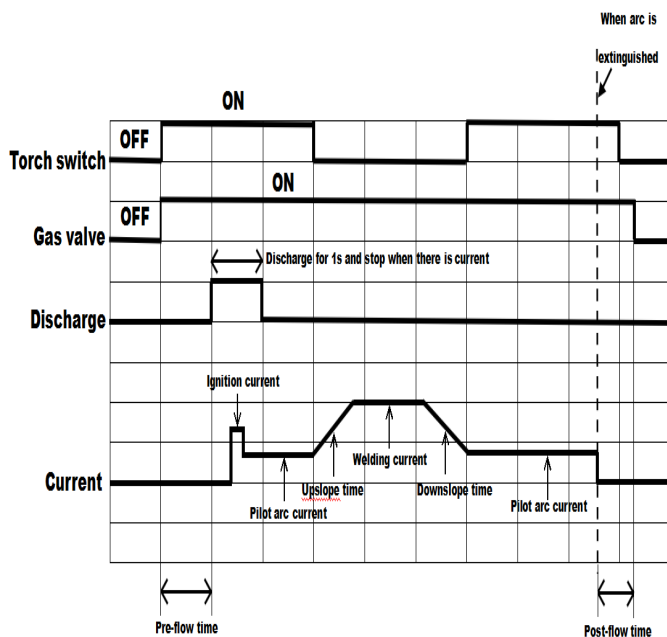 When arc is
extinguished
ON
OFF
Torch switch
ON
OFF
Gas valve
Discharge for 1s and stop when there is current
Discharge
Ignition current
Welding current
Current
Upslope time
Downslope time
Pilot arc current
Pilot arc current
Pre-flow time
Post-flow time